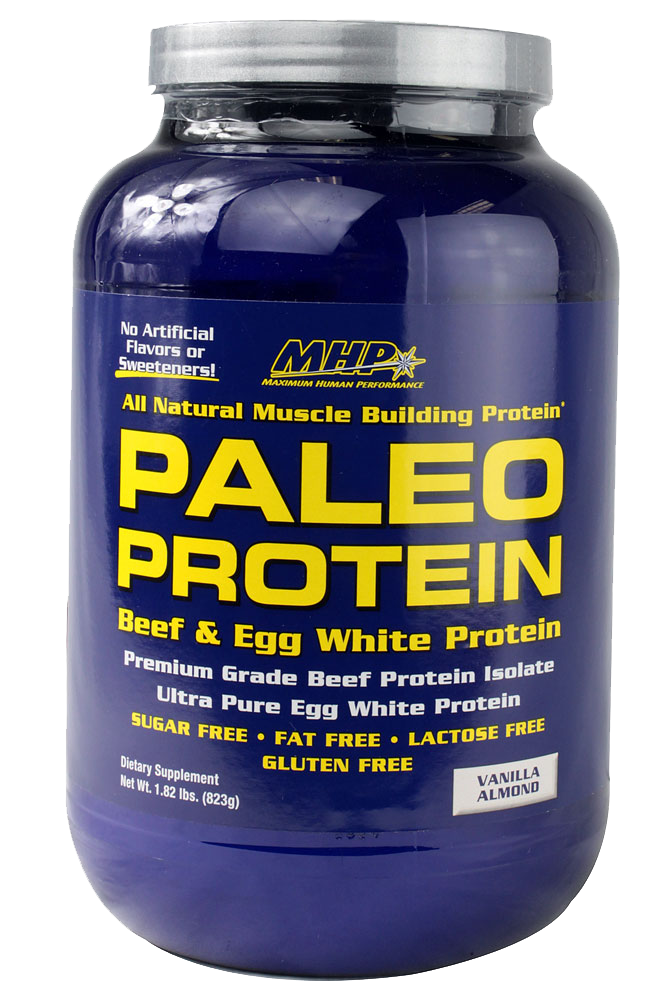 No Artificial
Flavors or
Sweeteners!
MHP
MAXIMUM HUMAN PERFORMANCE
All Natural Muscle Building Protein*
PALEO
PROTEIN
Beef & Egg White Protein
Premium Grade Beef Protein Isolate
Ultra Pure Egg White Protein
SUGAR FREE • FAT FREE • LACTOSE FREE
GLUTEN FREE
Dietary Supplement
Net Wt. 1.82 lbs. (823g)
VANILLA
ALMOND